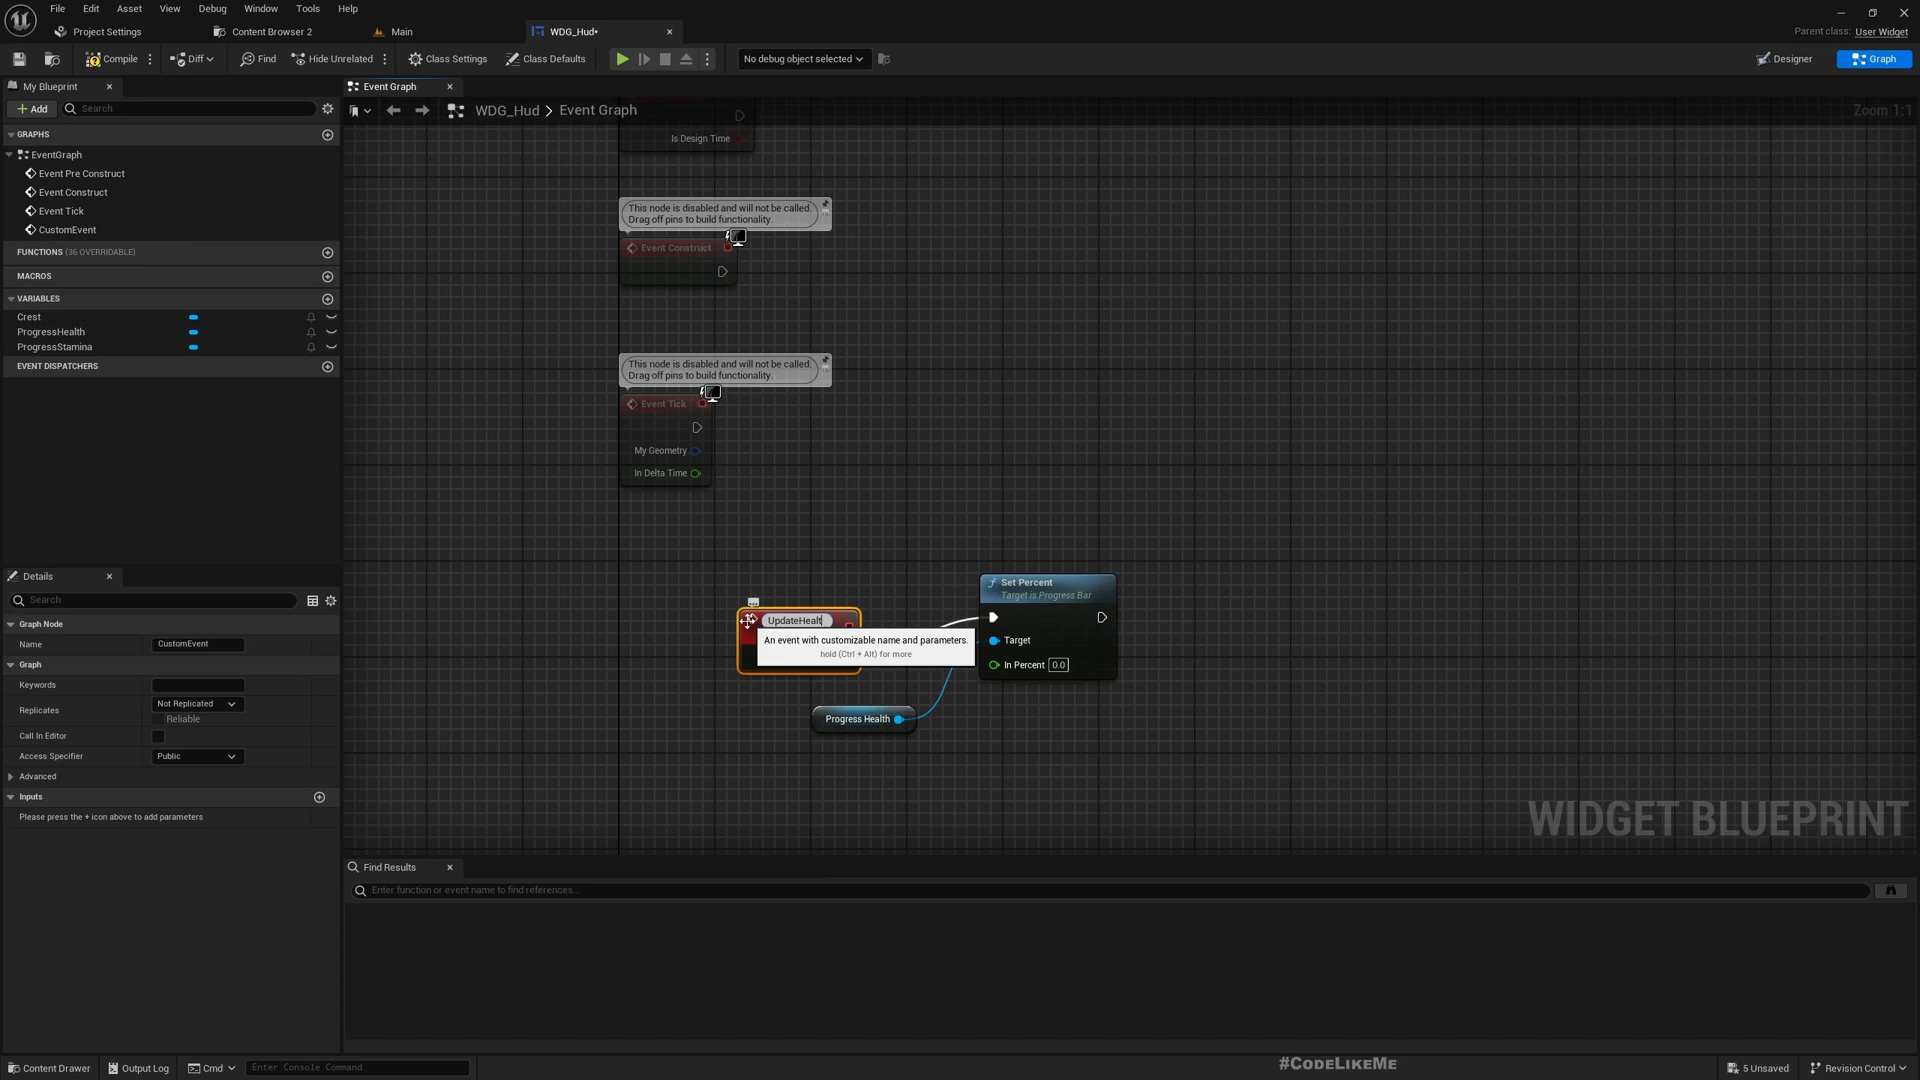 File Edit Asset View Debug Window Tools Help
Project Settings Content Browser 2 Main WDG_Hud•
Parent class: User Widget
Compile Diff Find Hide Unrelated Class Settings Class Defaults No debug object selected Designer Graph
My Blueprint
Add Search
GRAPHS
EventGraph
Event Pre Construct
Event Construct
Event Tick
CustomEvent
FUNCTIONS (36 OVERRIDABLE)
MACROS
VARIABLES
Crest
ProgressHealth
ProgressStamina
EVENT DISPATCHERS
Details
Search
Graph Node
Name CustomEvent
Graph
Keywords
Replicates Not Replicated
Reliable
Call In Editor
Access Specifier Public
Advanced
Inputs
Please press the + icon above to add parameters
Event Graph
WDG_Hud > Event Graph
Zoom 1:1
Is Design Time
This node is disabled and will not be called.
Drag off pins to build functionality.
Event Construct
This node is disabled and will not be called.
Drag off pins to build functionality.
Event Tick
My Geometry
In Delta Time
UpdateHealt
An event with customizable name and parameters.
hold (Ctrl + Alt) for more
Set Percent
Target is Progress Bar
Target
In Percent 0.0
Progress Health
WIDGET BLUEPRINT
Find Results
Enter function or event name to find references...
Content Drawer Output Log Cmd Enter Console Command
#CODELIKEME
5 Unsaved Revision Control